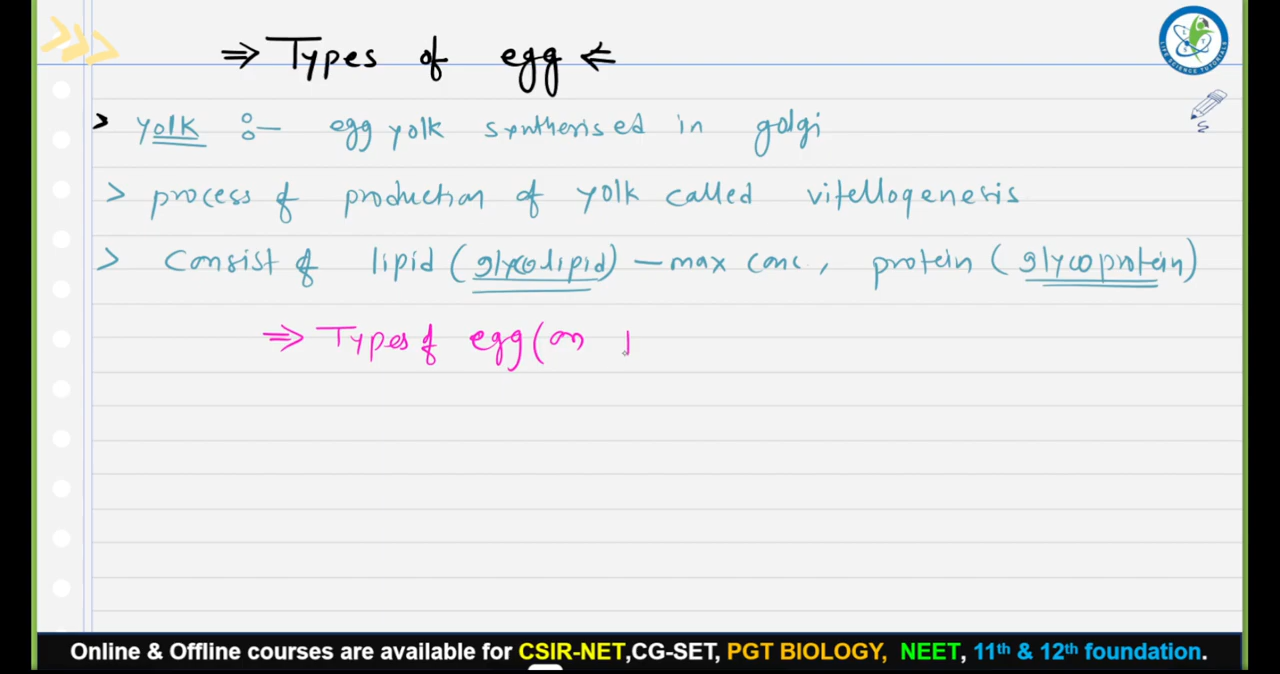 ⇒ Types of egg ⇐
> yolk :- egg yolk synthesised in golgi
> process of production of yolk called vitellogenesis
> Consist of lipid (glycolipid) - max conc, protein (glycoprotein)
⇒ Types of egg (on
Online & Offline courses are available for CSIR-NET,CG-SET, PGT BIOLOGY, NEET, 11th & 12th foundation.